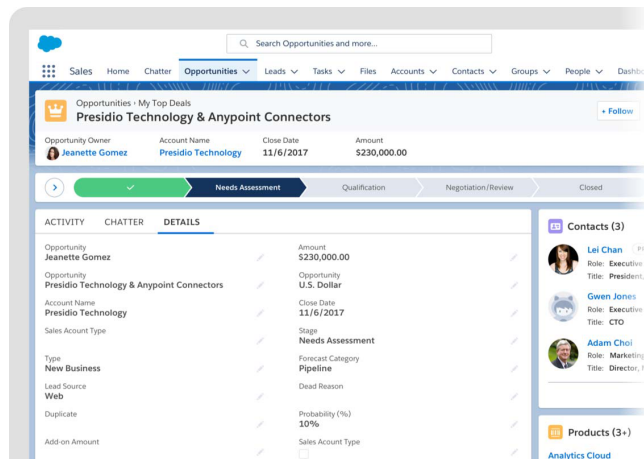 Search Opportunities and more...
Sales Home Chatter Opportunities Leads Tasks Files Accounts Contacts Groups People
Opportunities › My Top Deals
Presidio Technology & Anypoint Connectors
+ Follow
Opportunity Owner Account Name Close Date Amount
Jeanette Gomez Presidio Technology 11/6/2017 $230,000.00
Needs Assessment Qualification Negotiation/Review Closed
ACTIVITY CHATTER DETAILS
Opportunity
Jeanette Gomez
Opportunity
Presidio Technology & Anypoint Connectors
Account Name
Presidio Technology
Sales Acount Type
Type
New Business
Lead Source
Web
Duplicate
Add-on Amount
Amount
$230,000.00
Opportunity
U.S. Dollar
Close Date
11/6/2017
Stage
Needs Assessment
Forecast Category
Pipeline
Dead Reason
Probability (%)
10%
Sales Acount Type
Contacts (3)
Lei Chan
Role: Executive
Title: President,
Gwen Jones
Role: Executive
Title: CTO
Adam Choi
Role: Marketing
Title: Director,
Products (3+)
Analytics Cloud